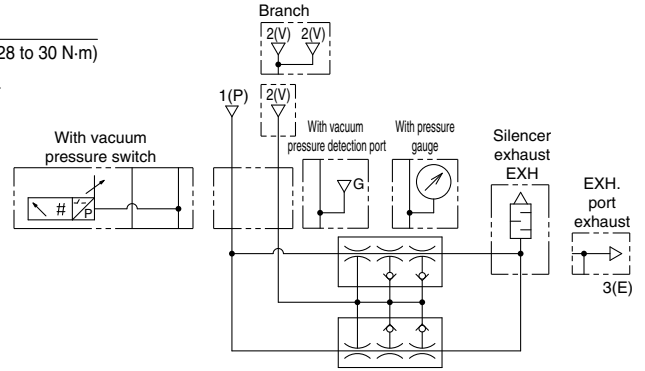 28 to 30 N·m)
Branch
2(V) 2(V)
1(P)
2(V)
With vacuum
pressure switch
With vacuum
pressure detection port
With pressure
gauge
Silencer
exhaust
EXH
EXH.
port
exhaust
G
#
P
3(E)